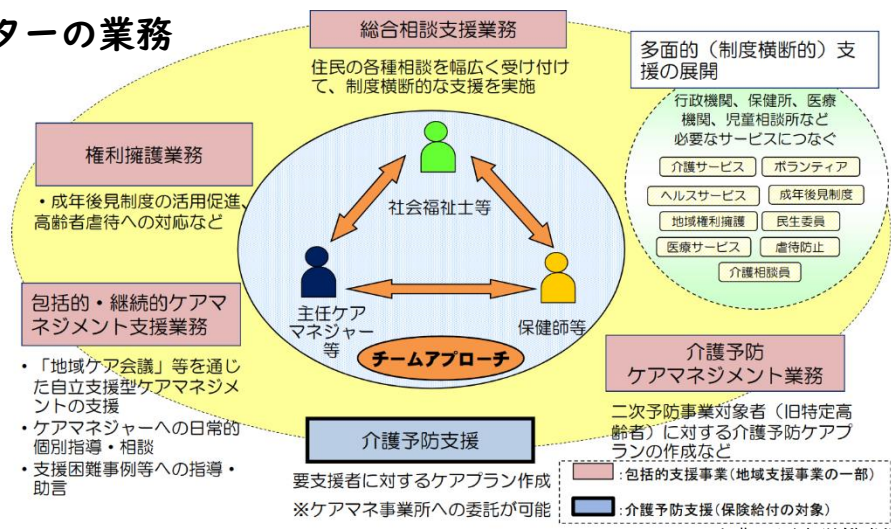 ターの業務
総合相談支援業務
住民の各種相談を幅広く受け付け
て、制度横断的な支援を実施
多面的（制度横断的）支
援の展開
行政機関、保健所、医療
機関、児童相談所など
必要なサービスにつなぐ
介護サービス
ボランティア
ヘルスサービス
成年後見制度
地域権利擁護
民生委員
医療サービス
虐待防止
介護相談員
権利擁護業務
・成年後見制度の活用促進、
高齢者虐待への対応など
社会福祉士等
主任ケア
マネジャー
等
保健師等
チームアプローチ
包括的・継続的ケアマ
ネジメント支援業務
・「地域ケア会議」等を通じ
た自立支援型ケアマネジメ
ントの支援
・ケアマネジャーへの日常的
個別指導・相談
・支援困難事例等への指導・
助言
介護予防
ケアマネジメント業務
二次予防事業対象者（旧特定高
齢者）に対する介護予防ケアプ
ランの作成など
介護予防支援
要支援者に対するケアプラン作成
※ケアマネ事業所への委託が可能
:包括的支援事業(地域支援事業の一部)
:介護予防支援(保険給付の対象)